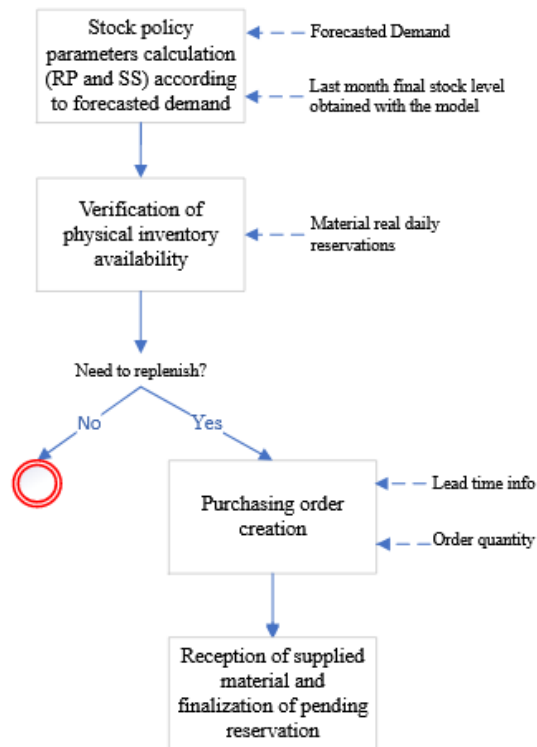 Stock policy
parameters calculation
(RP and SS) according
to forecasted demand
Forecasted Demand
Last month final stock level
obtained with the model
Verification of
physical inventory
availability
Material real daily
reservations
Need to replenish?
No
Yes
Purchasing order
creation
Lead time info
Order quantity
Reception of supplied
material and
finalization of pending
reservation